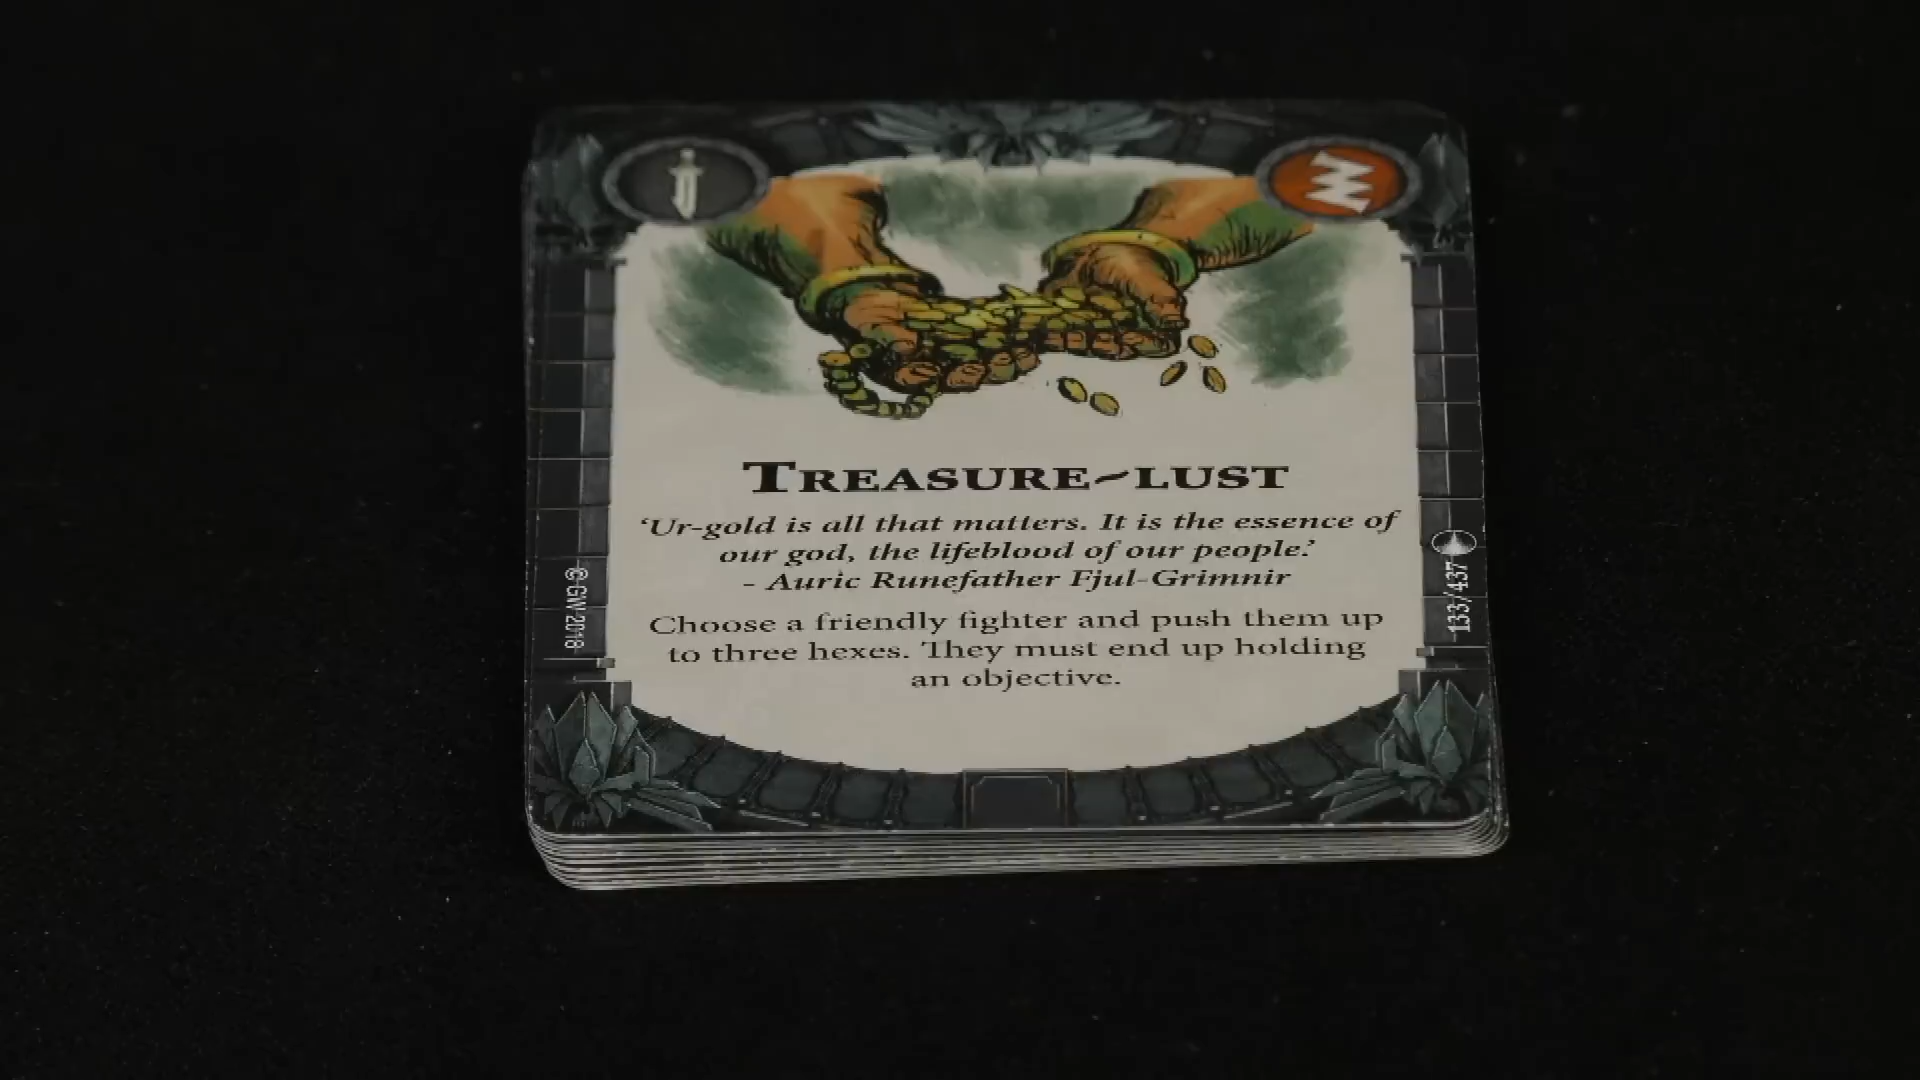 TREASURE~LUST
‘Ur-gold is all that matters. It is the essence of
our god, the lifeblood of our people.’
- Auric Runefather Fjul-Grimnir
Choose a friendly fighter and push them up
to three hexes. They must end up holding
an objective.
© GW 2018
133/437